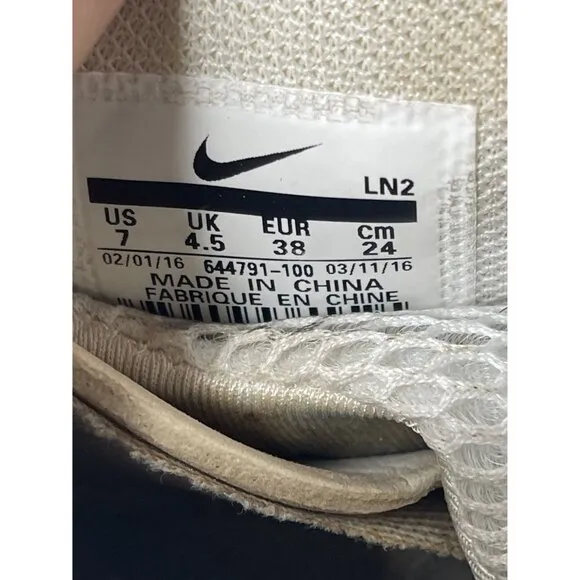 LN2
US UK EUR Cm
7 4.5 38 24
02/01/16 644791-100 03/11/16
MADE IN CHINA
FABRIQUE EN CHINE